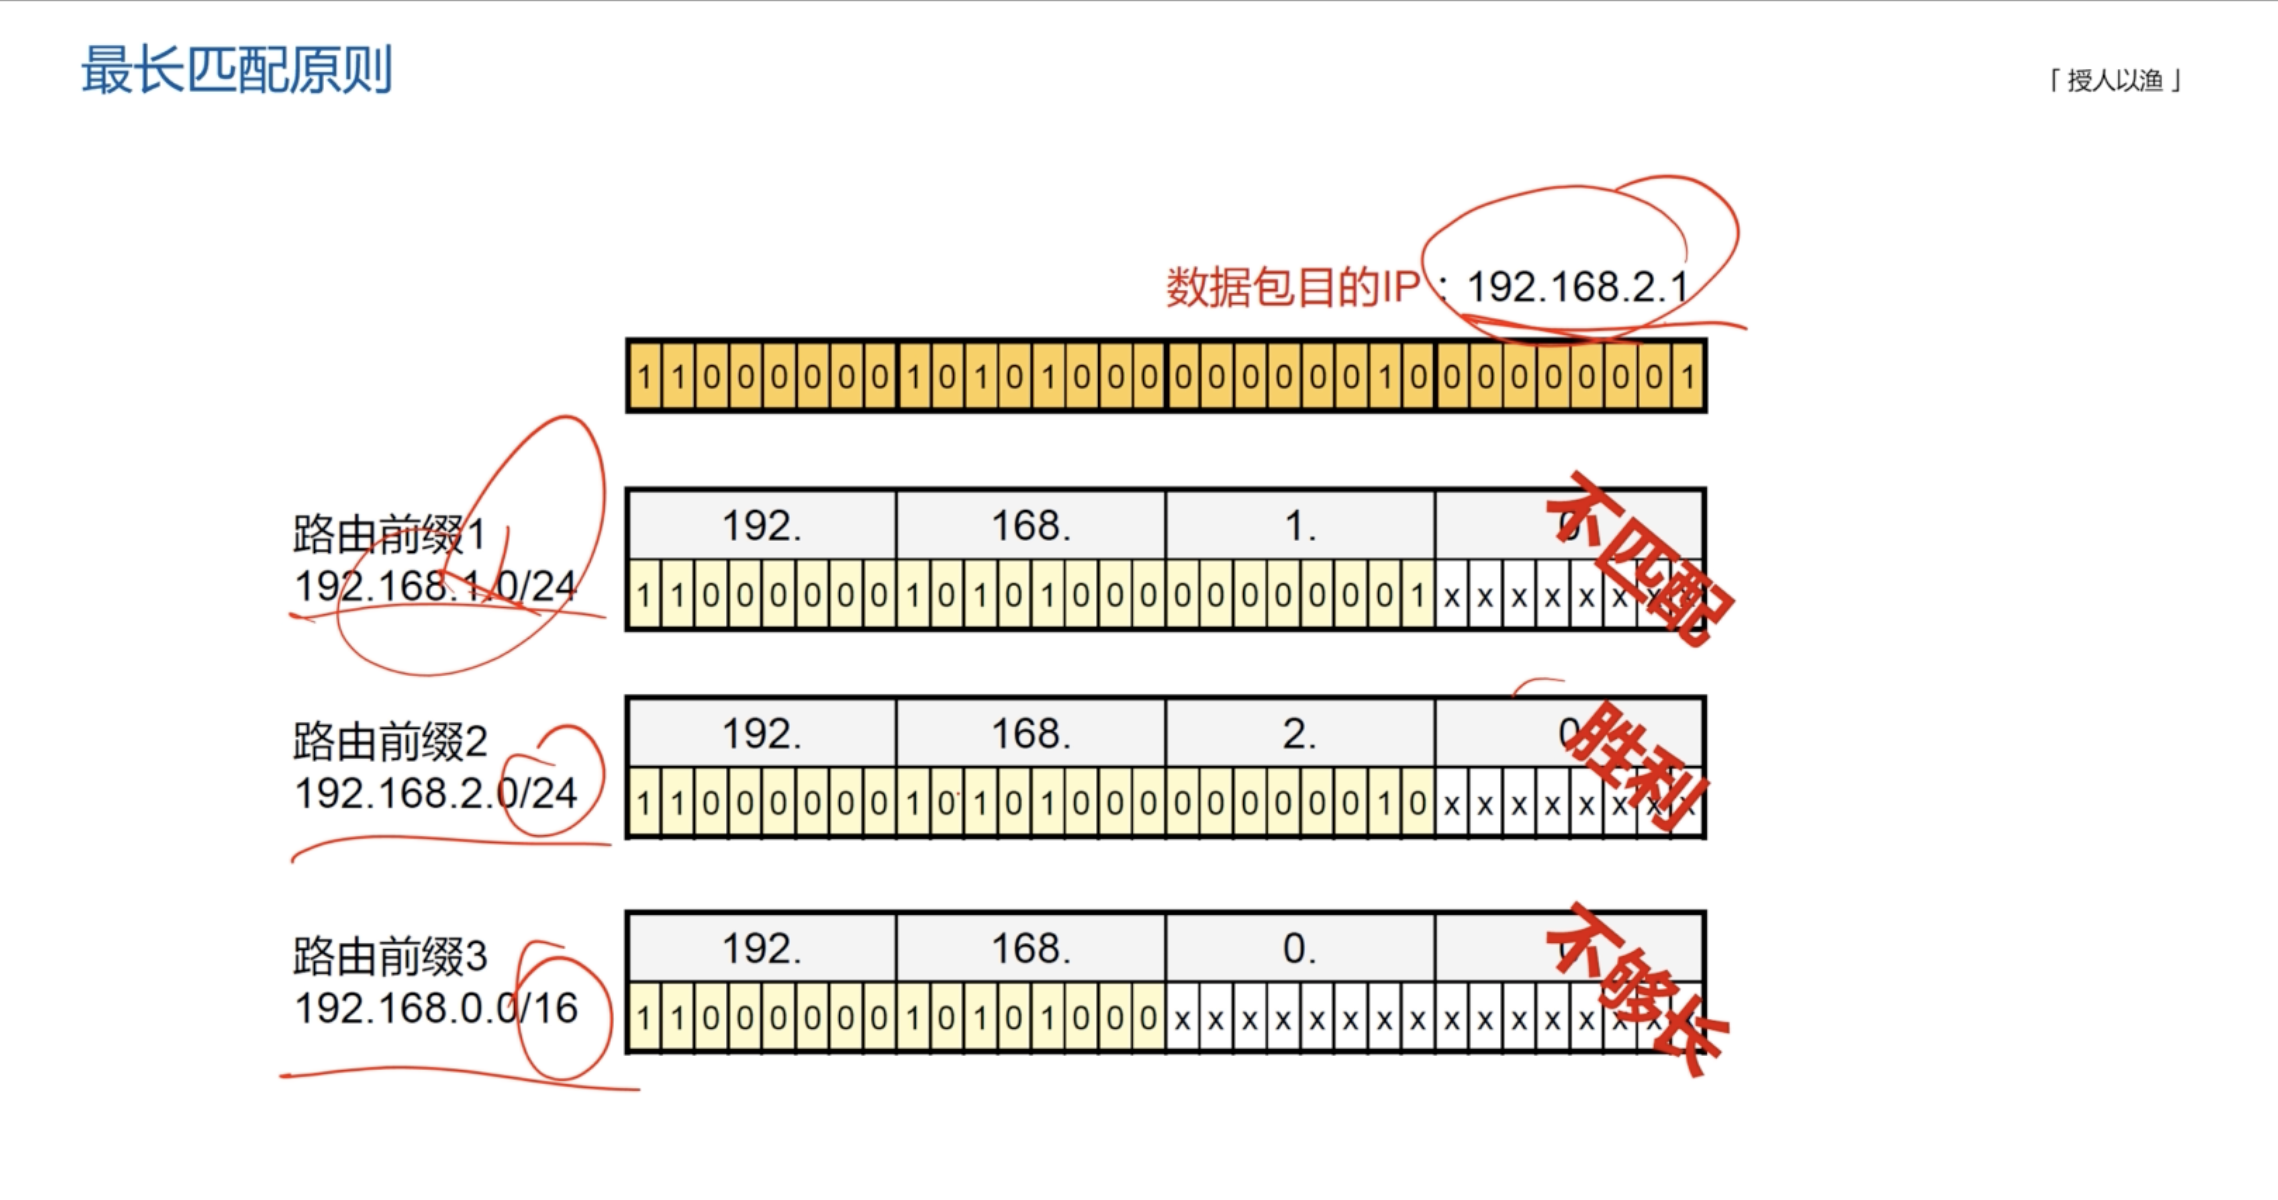 最长匹配原则
「 授人以渔 」
数据包目的IP：192.168.2.1
1 1 0 0 0 0 0 0 1 0 1 0 1 0 0 0 0 0 0 0 0 0 1 0 0 0 0 0 0 0 0 1
路由前缀1
192.168.1.0/24
192. 168. 1. 0
1 1 0 0 0 0 0 0 1 0 1 0 1 0 0 0 0 0 0 0 0 0 0 1 x x x x x x x x
不匹配
路由前缀2
192.168.2.0/24
192. 168. 2. 0
1 1 0 0 0 0 0 0 1 0 1 0 1 0 0 0 0 0 0 0 0 0 1 0 x x x x x x x x
胜利
路由前缀3
192.168.0.0/16
192. 168. 0. 0
1 1 0 0 0 0 0 0 1 0 1 0 1 0 0 0 x x x x x x x x x x x x x x x x
不够长